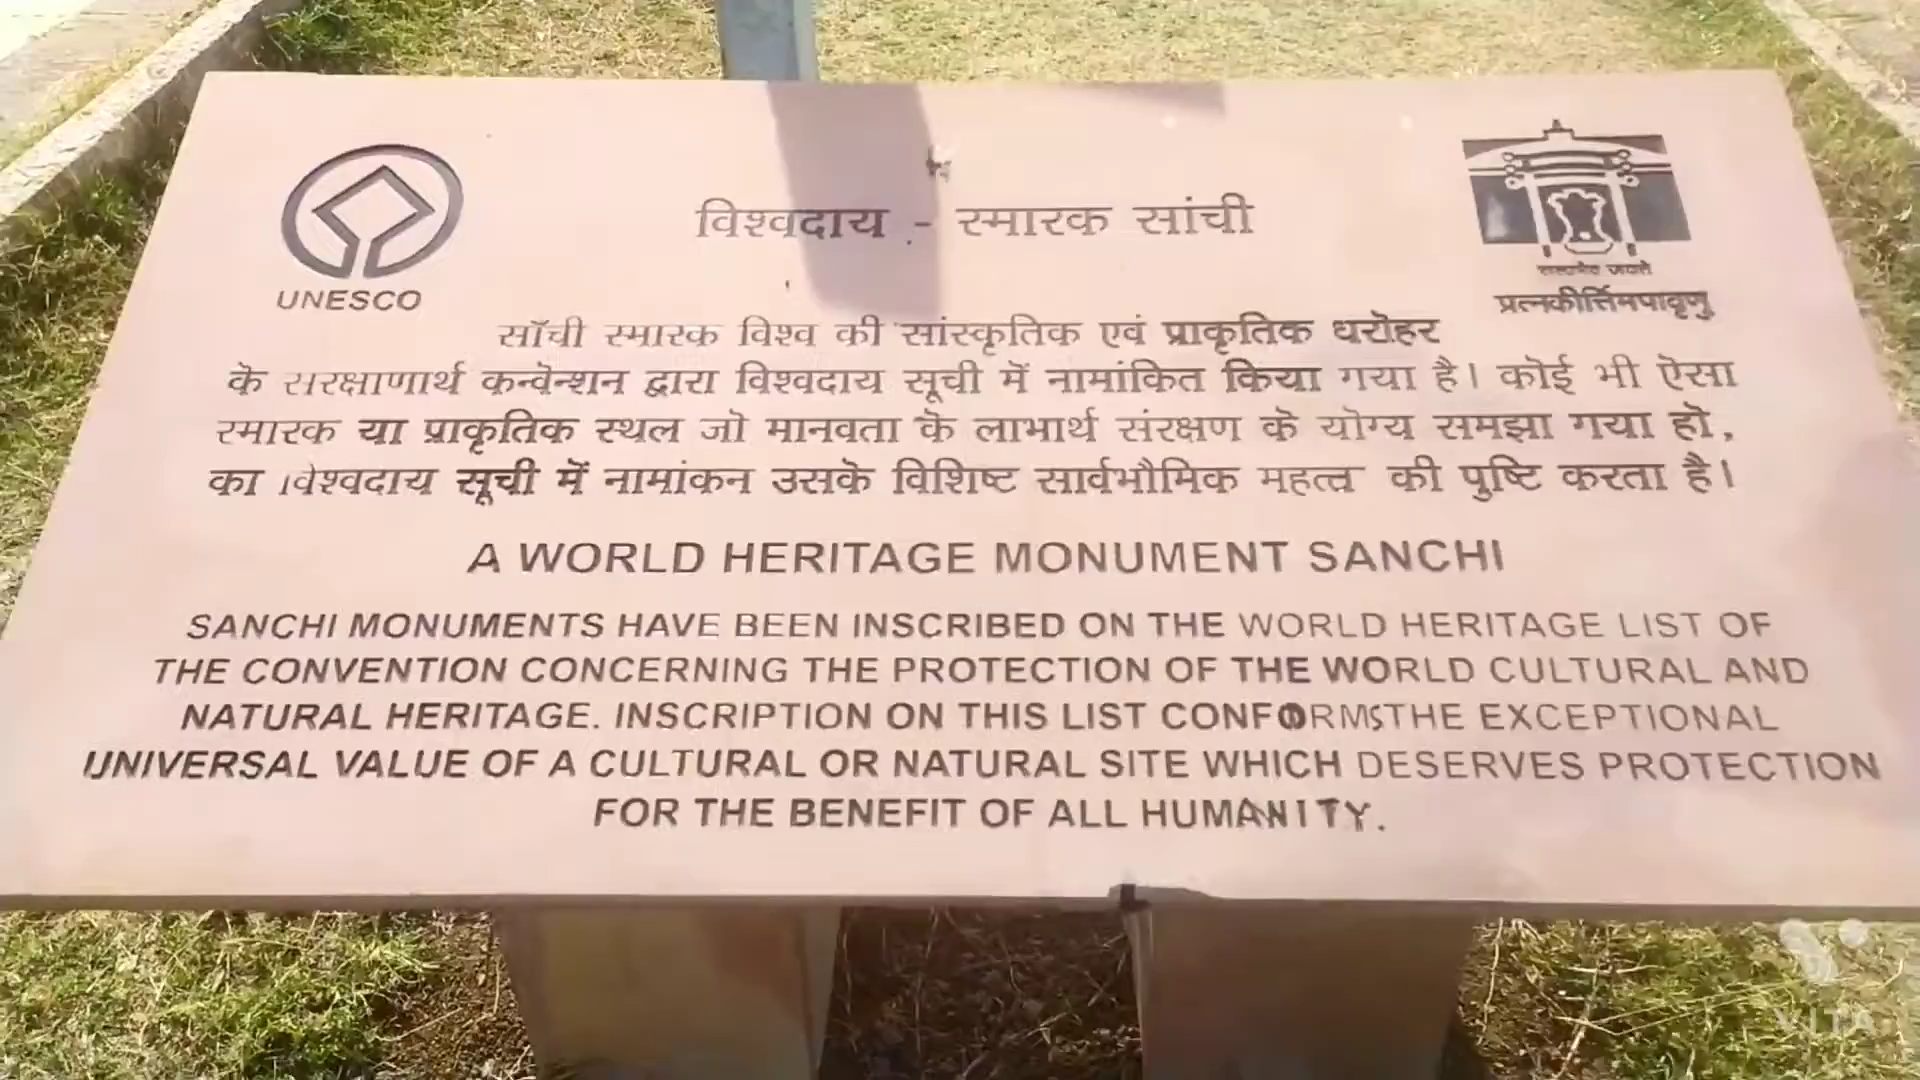 UNESCO
विश्वदाय :- स्मारक सांची
प्रत्नकीर्त्तिमपावृणु
साँची स्मारक विश्व की सांस्कृतिक एवं प्राकृतिक धरोहर
के सरक्षाणार्थ कन्वेन्शन द्वारा विश्वदाय सूची में नामांकित किया गया है। कोई भी ऐसा
स्मारक या प्राकृतिक स्थल जो मानवता के लाभार्थ संरक्षण के योग्य समझा गया हो,
का विश्वदाय सूची में नामांकन उसके विशिष्ट सार्वभौमिक महत्व की पुष्टि करता है।
A WORLD HERITAGE MONUMENT SANCHI
SANCHI MONUMENTS HAVE BEEN INSCRIBED ON THE WORLD HERITAGE LIST OF
THE CONVENTION CONCERNING THE PROTECTION OF THE WORLD CULTURAL AND
NATURAL HERITAGE. INSCRIPTION ON THIS LIST CONFORMS THE EXCEPTIONAL
UNIVERSAL VALUE OF A CULTURAL OR NATURAL SITE WHICH DESERVES PROTECTION
FOR THE BENEFIT OF ALL HUMANITY.
VITA